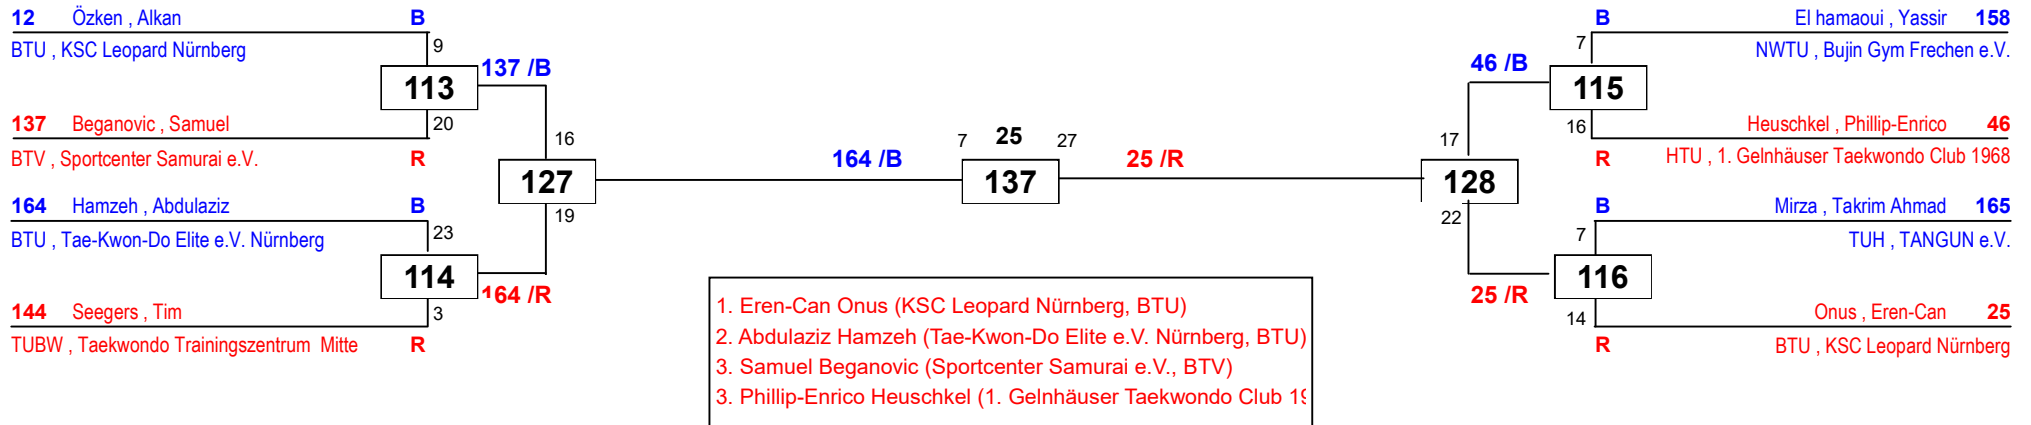 12 Özken , Alkan B
BTU , KSC Leopard Nürnberg
9
113
137 /B
20
137 Beganovic , Samuel
BTV , Sportcenter Samurai e.V. R
16
127
19
164 Hamzeh , Abdulaziz B
BTU , Tae-Kwon-Do Elite e.V. Nürnberg
23
114
164 /R
3
144 Seegers , Tim
TUBW , Taekwondo Trainingszentrum Mitte R
164 /B
7 25 27
137
25 /R
B El hamaoui , Yassir 158
NWTU , Bujin Gym Frechen e.V.
7
46 /B
115
16
Heuschkel , Phillip-Enrico 46
R HTU , 1. Gelnhäuser Taekwondo Club 1968
17
128
22
B Mirza , Takrim Ahmad 165
TUH , TANGUN e.V.
7
116
25 /R
14
Onus , Eren-Can 25
R BTU , KSC Leopard Nürnberg
1. Eren-Can Onus (KSC Leopard Nürnberg, BTU)
2. Abdulaziz Hamzeh (Tae-Kwon-Do Elite e.V. Nürnberg, BTU)
3. Samuel Beganovic (Sportcenter Samurai e.V., BTV)
3. Phillip-Enrico Heuschkel (1. Gelnhäuser Taekwondo Club